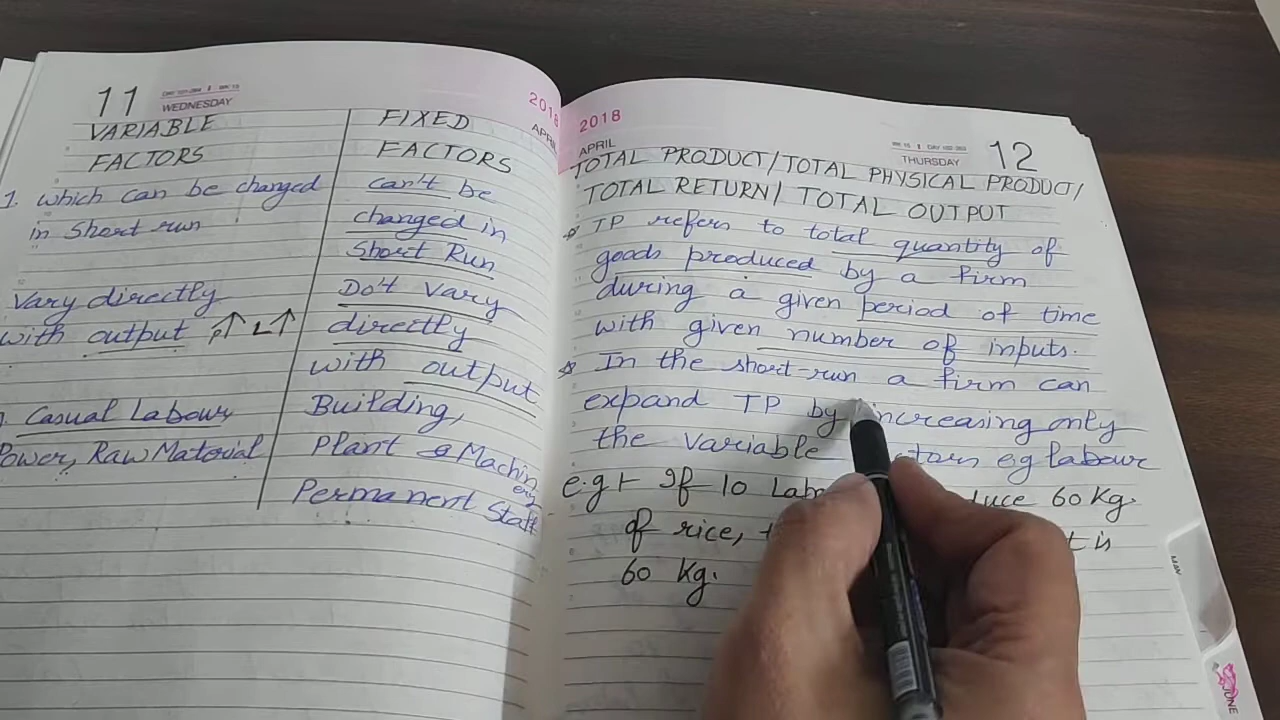 11
WEDNESDAY
2018
APRIL
VARIABLE
FACTORS
1. which can be changed
in short run
Vary directly
with output P↑ L↑
Casual Labour
Power, Raw Material
FIXED
FACTORS
can't be
changed in
Short Run
Do't Vary
directly
with output
Building,
Plant & Machinery
Permanent Staff
2018
APRIL
THURSDAY
12
TOTAL PRODUCT/TOTAL PHYSICAL PRODUCT/
TOTAL RETURN/ TOTAL OUTPUT
TP refers to total quantity of
goods produced by a firm
during a given period of time
with given number of inputs.
In the short-run a firm can
expand TP by increasing only
the variable eg labour
e.g :- If 10 60 Kg.
of rice, is
60 Kg.
JUNE